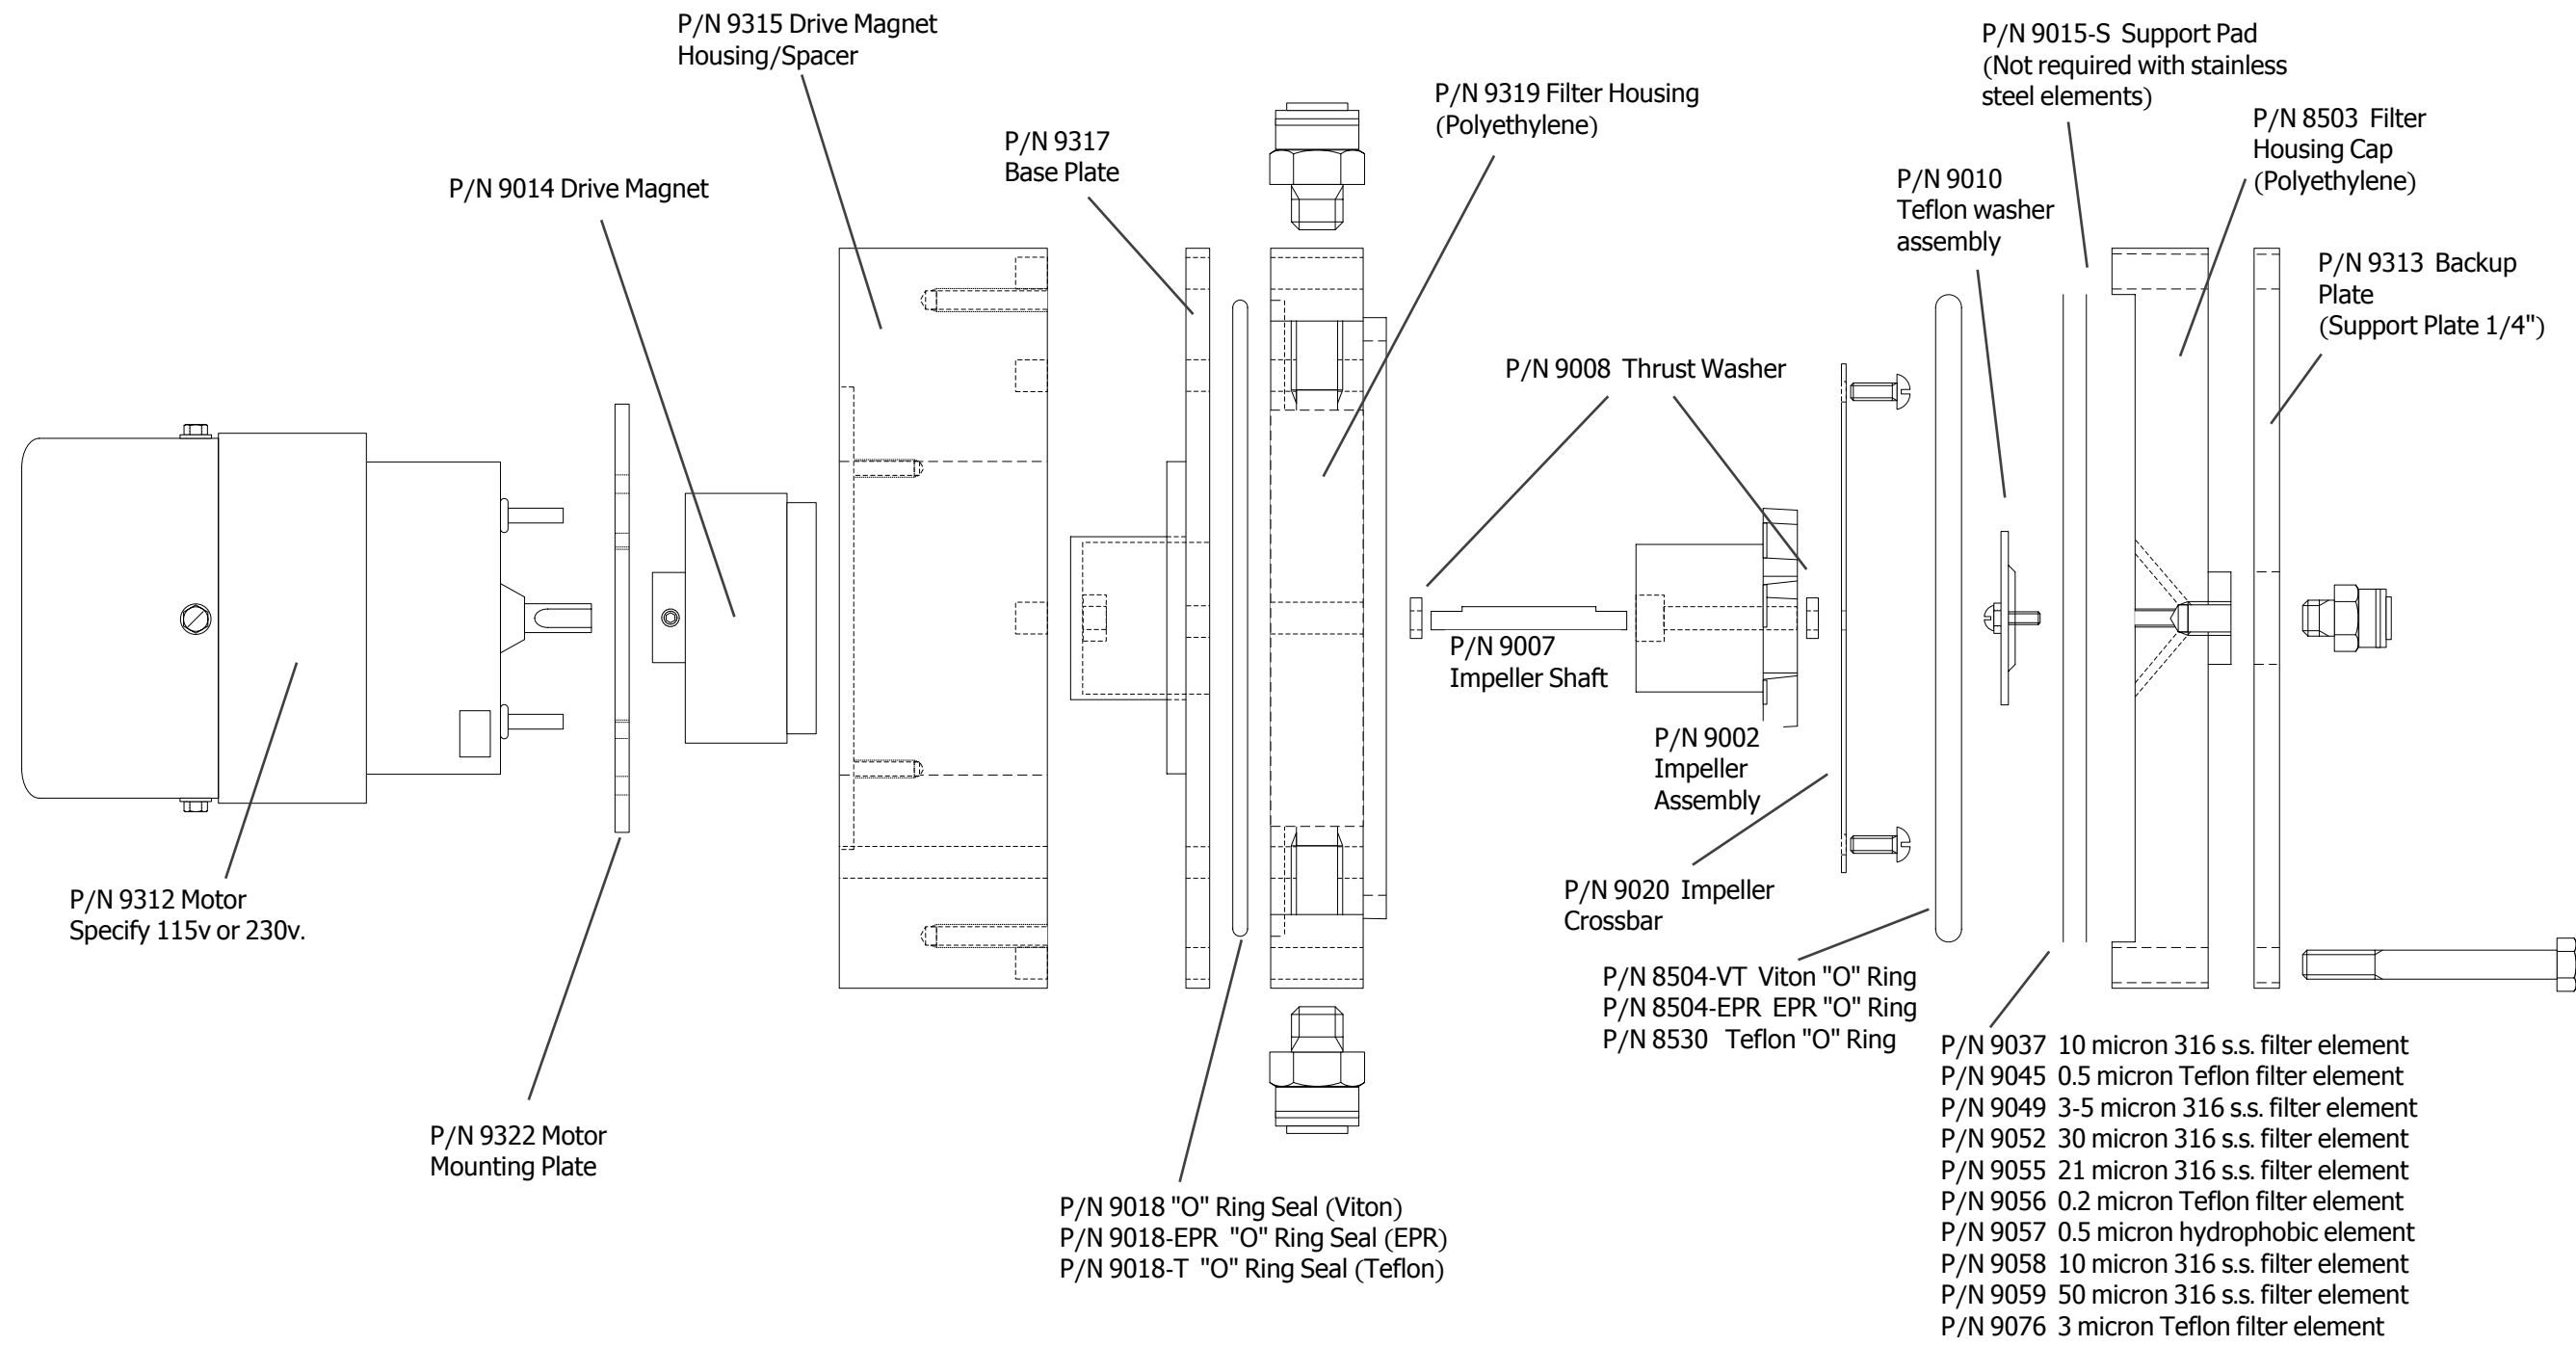 P/N 9315 Drive Magnet
Housing/Spacer
P/N 9015-S Support Pad
(Not required with stainless
steel elements)
P/N 9319 Filter Housing
(Polyethylene)
P/N 8503 Filter
Housing Cap
(Polyethylene)
P/N 9317
Base Plate
P/N 9014 Drive Magnet
P/N 9010
Teflon washer
assembly
P/N 9313 Backup
Plate
(Support Plate 1/4")
P/N 9008 Thrust Washer
P/N 9007
Impeller Shaft
P/N 9002
Impeller
Assembly
P/N 9312 Motor
Specify 115v or 230v.
P/N 9020 Impeller
Crossbar
P/N 8504-VT Viton "O" Ring
P/N 8504-EPR EPR "O" Ring
P/N 8530 Teflon "O" Ring
P/N 9322 Motor
Mounting Plate
P/N 9018 "O" Ring Seal (Viton)
P/N 9018-EPR "O" Ring Seal (EPR)
P/N 9018-T "O" Ring Seal (Teflon)
P/N 9037 10 micron 316 s.s. filter element
P/N 9045 0.5 micron Teflon filter element
P/N 9049 3-5 micron 316 s.s. filter element
P/N 9052 30 micron 316 s.s. filter element
P/N 9055 21 micron 316 s.s. filter element
P/N 9056 0.2 micron Teflon filter element
P/N 9057 0.5 micron hydrophobic element
P/N 9058 10 micron 316 s.s. filter element
P/N 9059 50 micron 316 s.s. filter element
P/N 9076 3 micron Teflon filter element